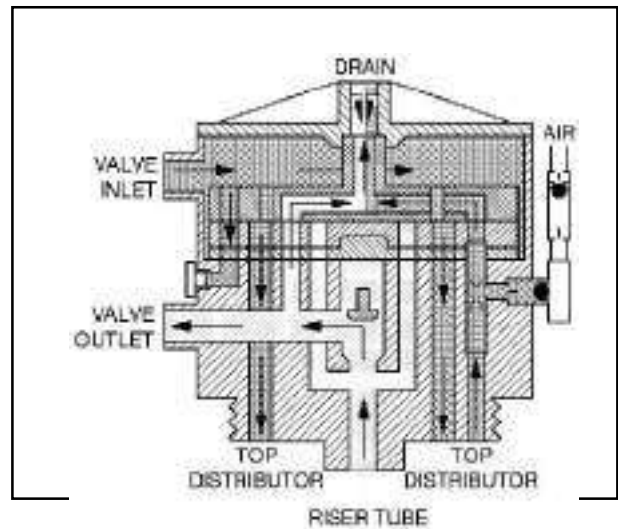 DRAIN
AIR
VALVE
INLET
VALVE
OUTLET
TOP
DISTRIBUTOR
TOP
DISTRIBUTOR
RISER TUBE